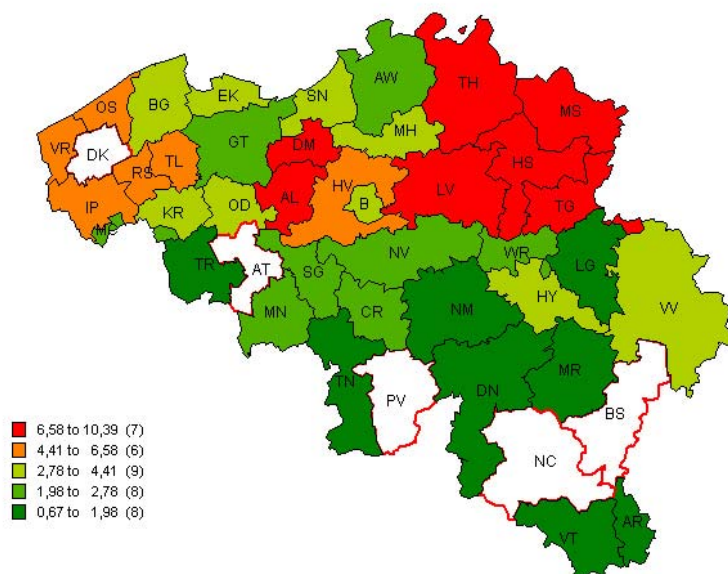 TH
AW
MS
OS
BG
EK
SN
MH
VR
DK
GT
DM
RS
TL
HS
HV
LV
AL
B
TG
IP
KR
OD
TR
AT
SG
NV
WR
LG
MN
CR
NM
HY
VV
TN
PV
DN
MR
BS
NC
VT
AR
6,58 to 10,39 (7)
4,41 to 6,58 (6)
2,78 to 4,41 (9)
1,98 to 2,78 (8)
0,67 to 1,98 (8)